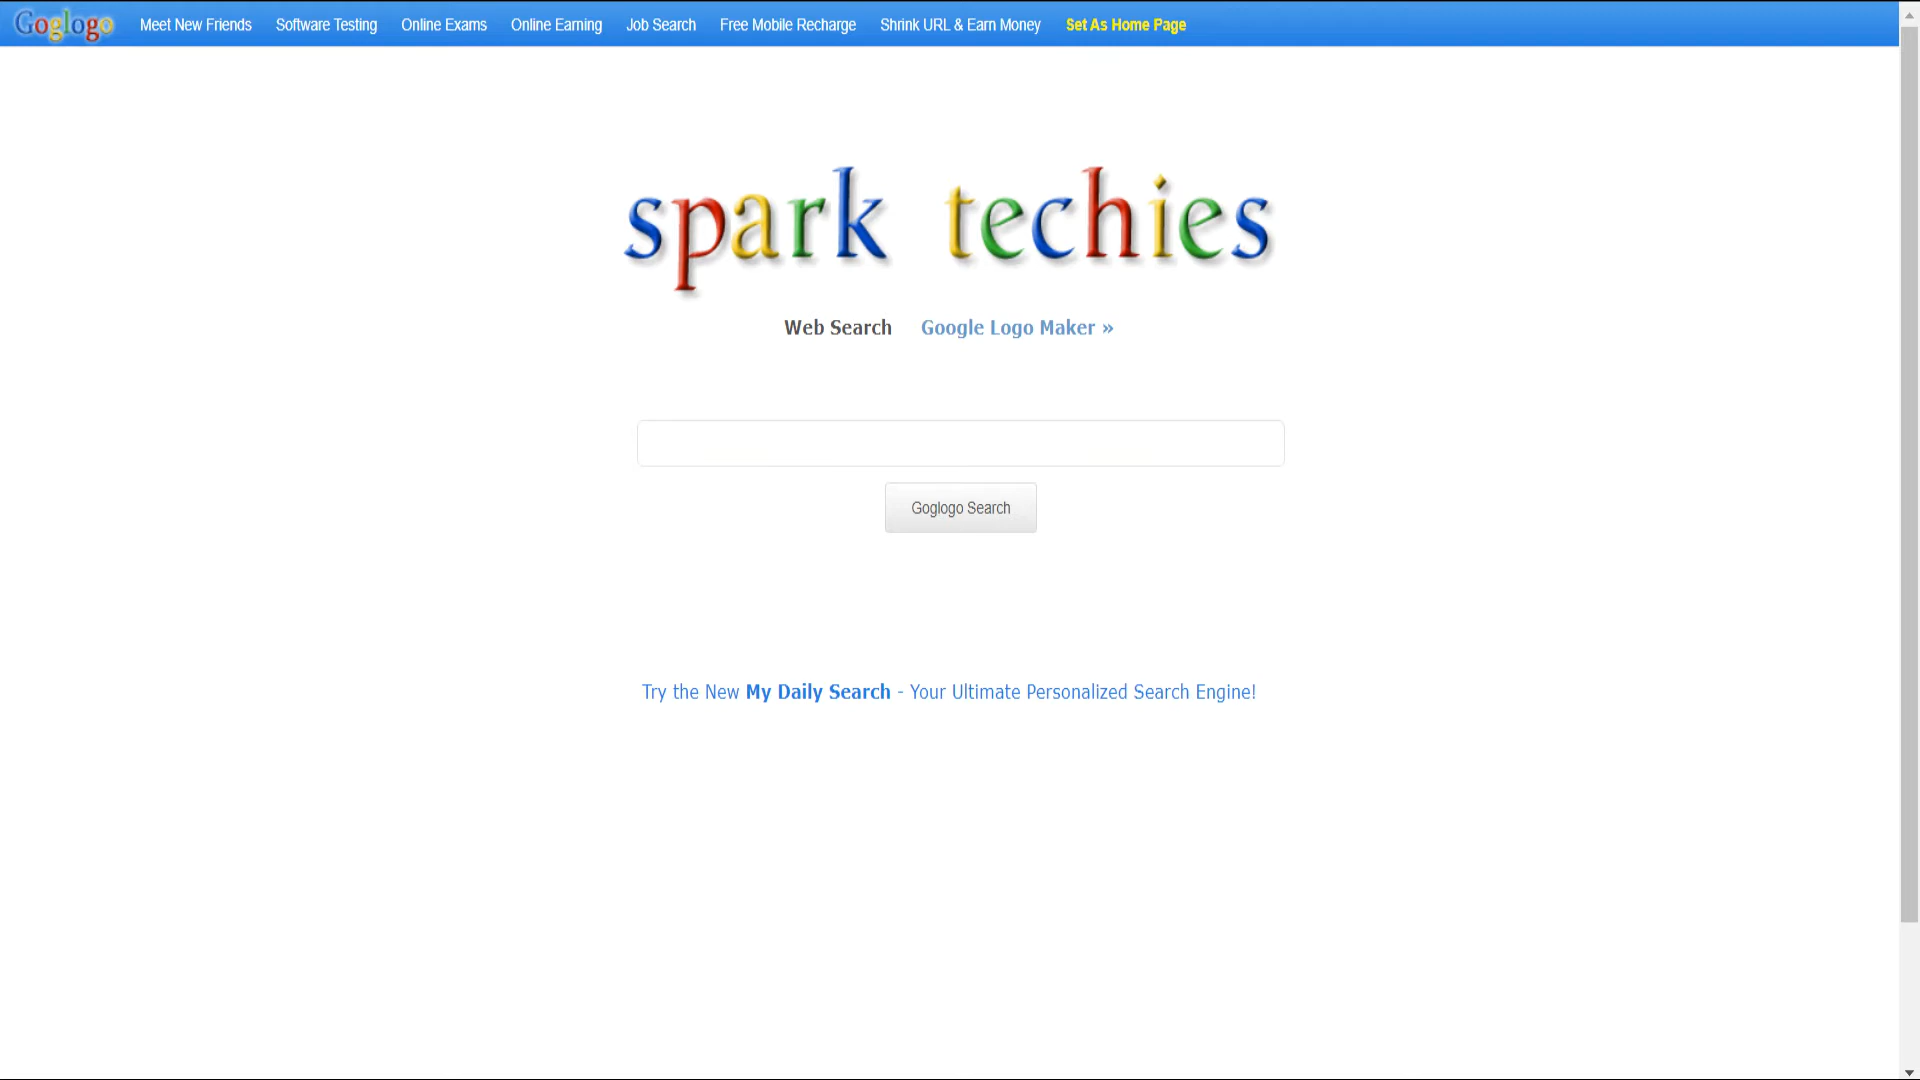 Goglogo Meet New Friends Software Testing Online Exams Online Earning Job Search Free Mobile Recharge Shrink URL & Earn Money Set As Home Page
spark techies
Web Search Google Logo Maker »
Goglogo Search
Try the New My Daily Search - Your Ultimate Personalized Search Engine!